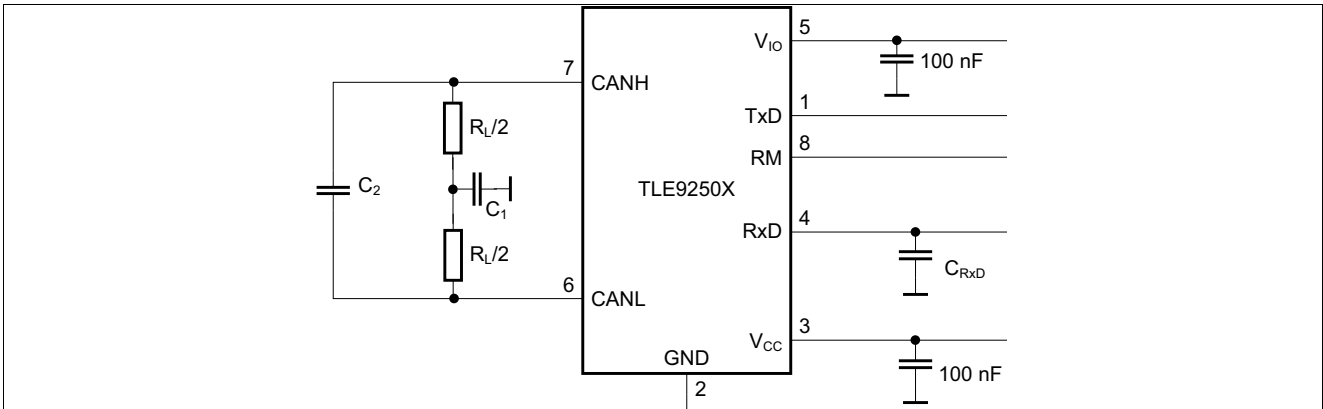 5
V_IO
100 nF
7
CANH
1
TxD
R_L/2
8
RM
C_2
TLE9250X
C_1
4
RxD
R_L/2
C_RxD
6
CANL
3
V_CC
GND
100 nF
2